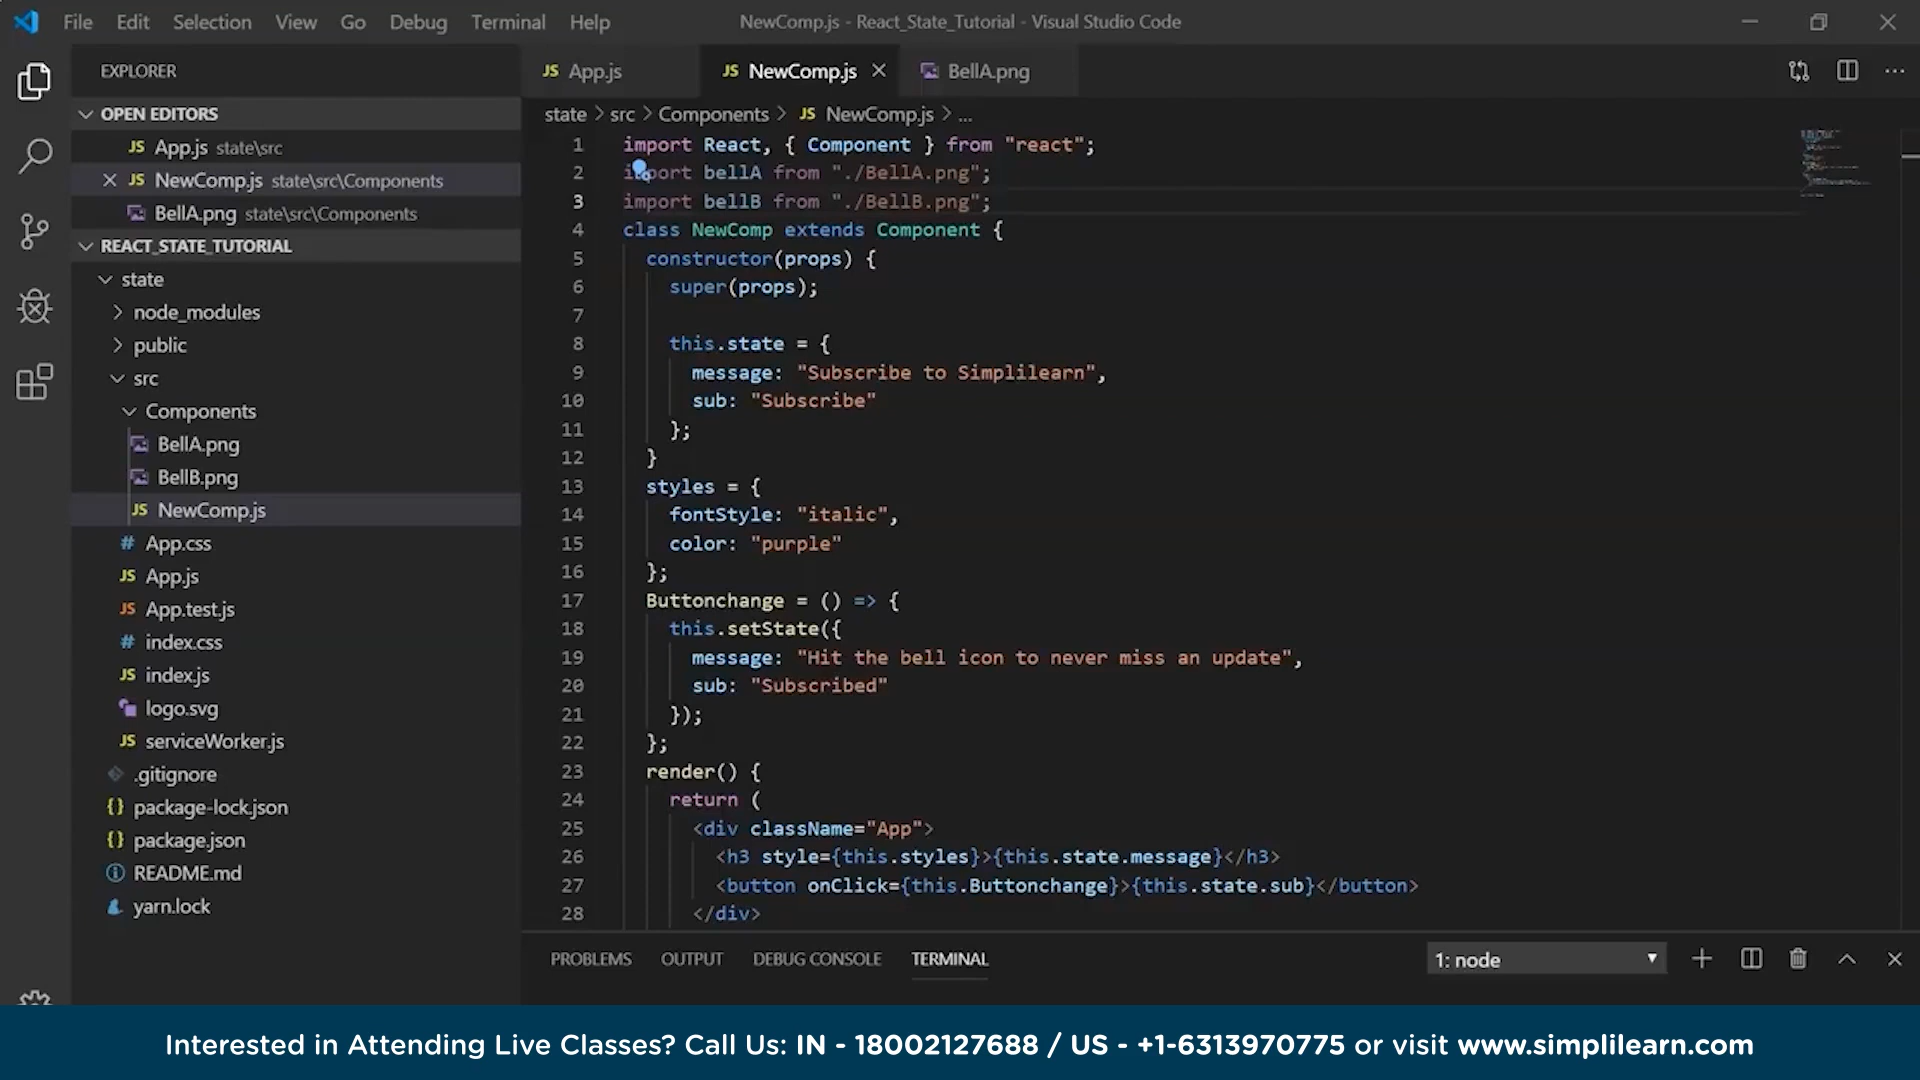 File Edit Selection View Go Debug Terminal Help NewComp.js - React_State_Tutorial - Visual Studio Code
EXPLORER
OPEN EDITORS
JS App.js state\src
JS NewComp.js state\src\Components
BellA.png state\src\Components
REACT_STATE_TUTORIAL
state
node_modules
public
src
Components
BellA.png
BellB.png
JS NewComp.js
# App.css
JS App.js
JS App.test.js
# index.css
JS index.js
logo.svg
JS serviceWorker.js
.gitignore
{} package-lock.json
{} package.json
README.md
yarn.lock
JS App.js JS NewComp.js BellA.png
state > src > Components > JS NewComp.js > ...
1 import React, { Component } from "react";
2 import bellA from "./BellA.png";
3 import bellB from "./BellB.png";
4 class NewComp extends Component {
5 constructor(props) {
6 super(props);
7
8 this.state = {
9 message: "Subscribe to Simplilearn",
10 sub: "Subscribe"
11 };
12 }
13 styles = {
14 fontStyle: "italic",
15 color: "purple"
16 };
17 Buttonchange = () => {
18 this.setState({
19 message: "Hit the bell icon to never miss an update",
20 sub: "Subscribed"
21 });
22 };
23 render() {
24 return (
25 <div className="App">
26 <h3 style={this.styles}>{this.state.message}</h3>
27 <button onClick={this.Buttonchange}>{this.state.sub}</button>
28 </div>
PROBLEMS OUTPUT DEBUG CONSOLE TERMINAL 1: node
Interested in Attending Live Classes? Call Us: IN - 18002127688 / US - +1-6313970775 or visit www.simplilearn.com